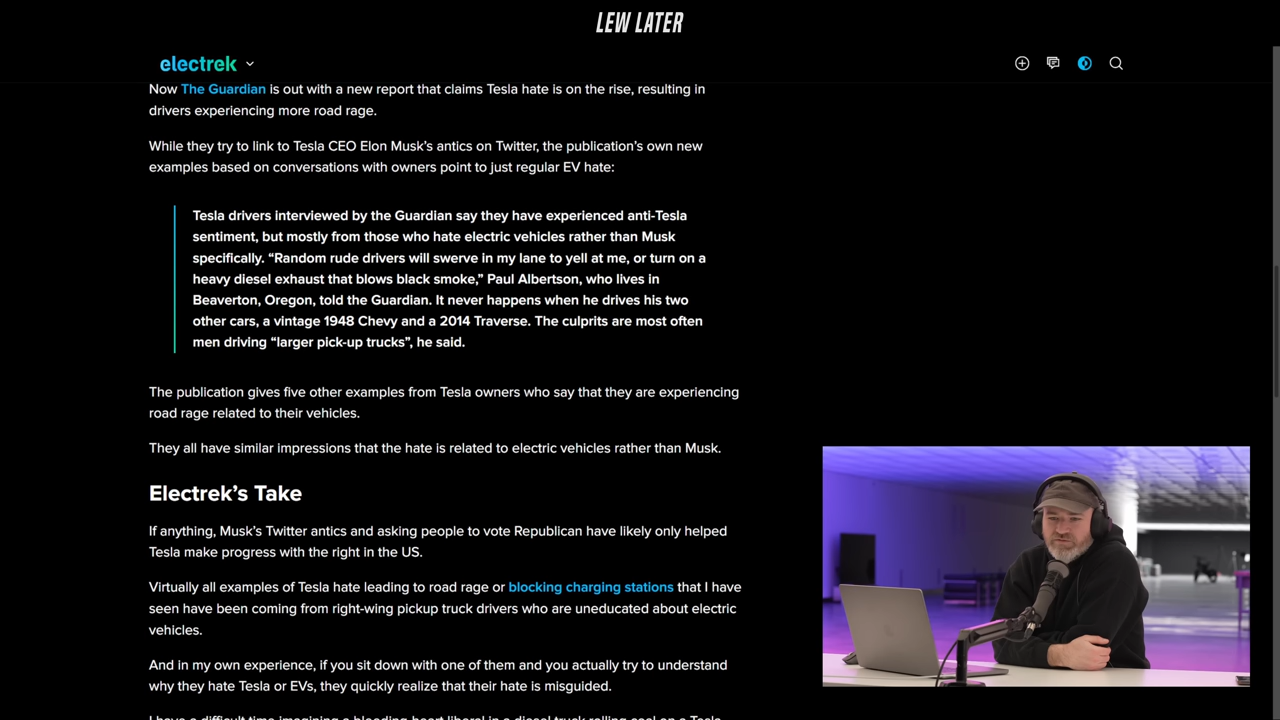 LEW LATER
electrek
Now The Guardian is out with a new report that claims Tesla hate is on the rise, resulting in
drivers experiencing more road rage.
While they try to link to Tesla CEO Elon Musk’s antics on Twitter, the publication’s own new
examples based on conversations with owners point to just regular EV hate:
Tesla drivers interviewed by the Guardian say they have experienced anti-Tesla
sentiment, but mostly from those who hate electric vehicles rather than Musk
specifically. “Random rude drivers will swerve in my lane to yell at me, or turn on a
heavy diesel exhaust that blows black smoke,” Paul Albertson, who lives in
Beaverton, Oregon, told the Guardian. It never happens when he drives his two
other cars, a vintage 1948 Chevy and a 2014 Traverse. The culprits are most often
men driving “larger pick-up trucks”, he said.
The publication gives five other examples from Tesla owners who say that they are experiencing
road rage related to their vehicles.
They all have similar impressions that the hate is related to electric vehicles rather than Musk.
Electrek’s Take
If anything, Musk’s Twitter antics and asking people to vote Republican have likely only helped
Tesla make progress with the right in the US.
Virtually all examples of Tesla hate leading to road rage or blocking charging stations that I have
seen have been coming from right-wing pickup truck drivers who are uneducated about electric
vehicles.
And in my own experience, if you sit down with one of them and you actually try to understand
why they hate Tesla or EVs, they quickly realize that their hate is misguided.
I have a difficult time imagining a bleeding heart liberal in a diesel truck rolling coal on a Tesla